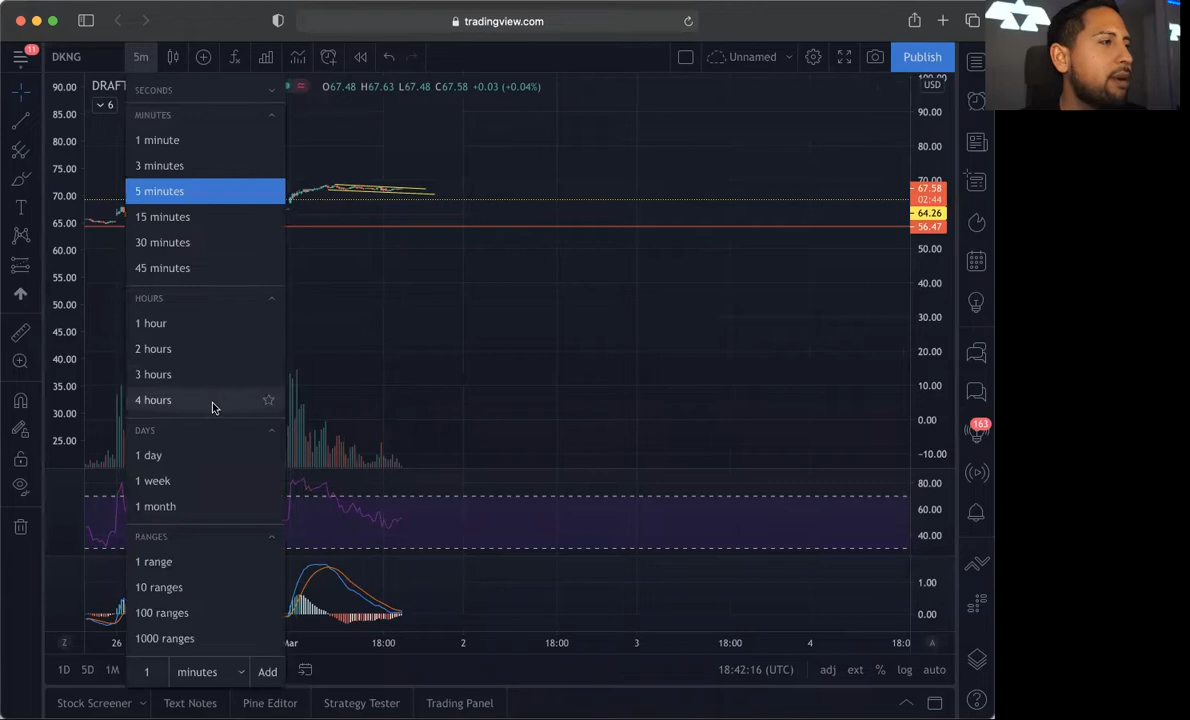 tradingview.com
11
DKNG
5m
Unnamed
Publish
DRAFT
O67.48 H67.63 L67.48 C67.58 +0.03 (+0.04%)
6
SECONDS
MINUTES
1 minute
3 minutes
5 minutes
15 minutes
30 minutes
45 minutes
HOURS
1 hour
2 hours
3 hours
4 hours
DAYS
1 day
1 week
1 month
RANGES
1 range
10 ranges
100 ranges
1000 ranges
1
minutes
Add
90.00
85.00
80.00
75.00
70.00
65.00
60.00
55.00
50.00
45.00
40.00
35.00
30.00
25.00
100.00
USD
90.00
80.00
70.00
67.58
02:44
64.26
56.47
50.00
40.00
30.00
20.00
10.00
0.00
−10.00
80.00
60.00
40.00
1.00
0.00
163
Z
26
Mar
18:00
2
18:00
3
18:00
4
18:0
A
1D
5D
1M
18:42:16 (UTC)
adj
ext
%
log
auto
Stock Screener
Text Notes
Pine Editor
Strategy Tester
Trading Panel